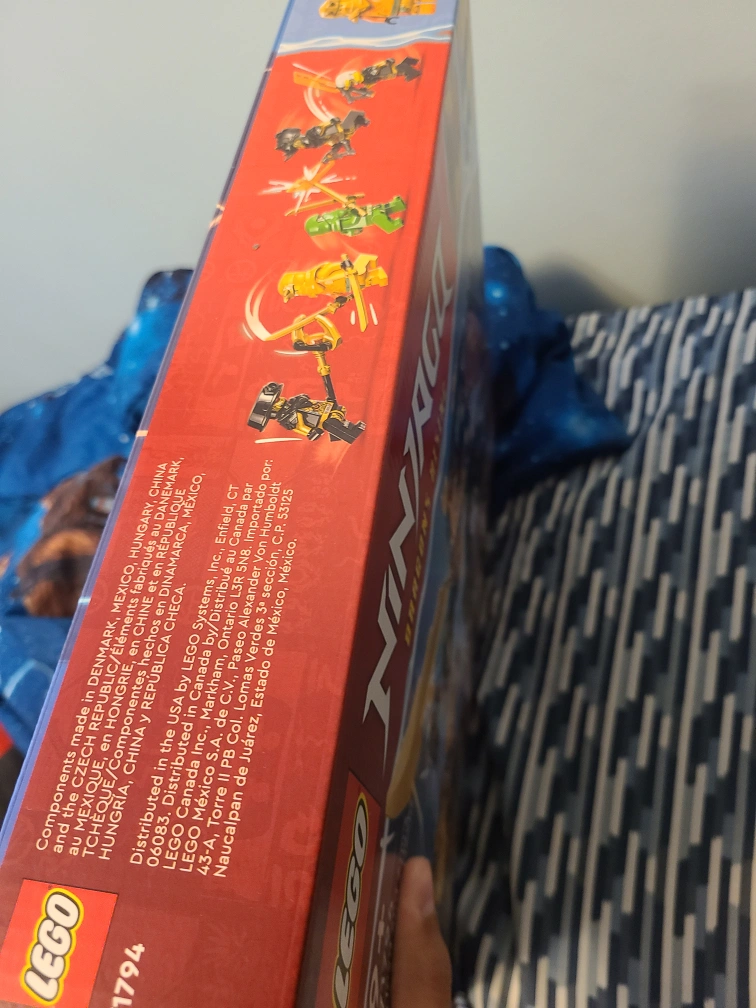 Components made in DENMARK, MEXICO, HUNGARY, CHINA
and the CZECH REPUBLIC/Éléments fabriqués au DANEMARK,
au MEXIQUE, en HONGRIE, en CHINE et en RÉPUBLIQUE
TCHÈQUE/Componentes hechos en DINAMARCA, MÉXICO,
HUNGRÍA, CHINA y REPÚBLICA CHECA.
Distributed in the USA by LEGO Systems, Inc., Enfield, CT
06083. Distributed in Canada by/Distribué au Canada par
LEGO Canada Inc., Markham, Ontario L3R 5N8. Importado por:
LEGO México S.A. de C.V., Paseo Alexander Von Humboldt
43-A, Torre II PB Col. Lomas Verdes 3ª sección, C.P. 53125
Naucalpan de Juárez, Estado de México, México.
LEGO
1794
LEGO
NINJAGO
DRAGONS